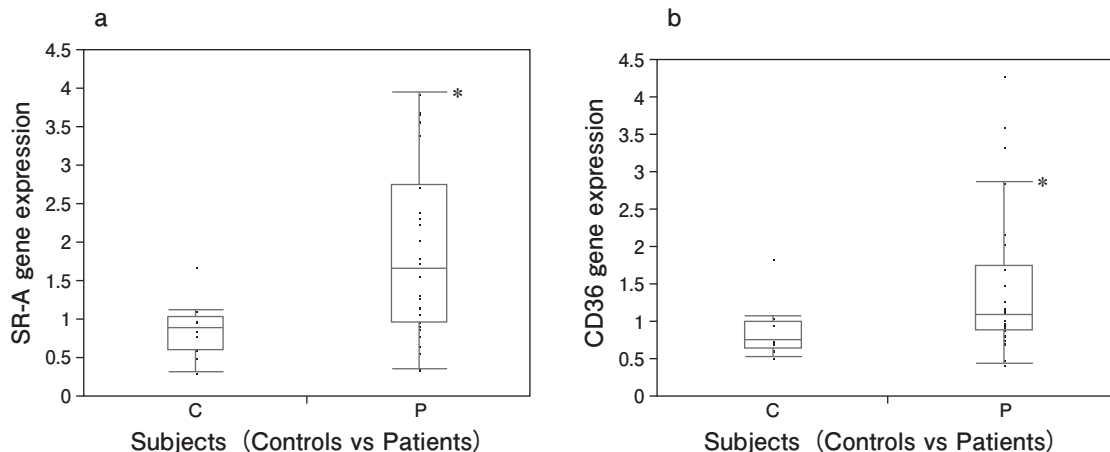 a
SR-A gene expression
4.5
4
3.5
3
2.5
2
1.5
1
0.5
0
*
C
P
Subjects (Controls vs Patients)
b
CD36 gene expression
4.5
4
3.5
3
2.5
2
1.5
1
0.5
0
*
C
P
Subjects (Controls vs Patients)